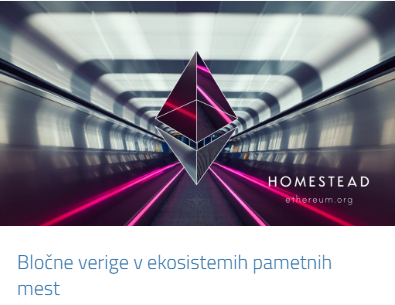 HOMESTEAD
ethereum.org
Bločne verige v ekosistemih pametnih
mest